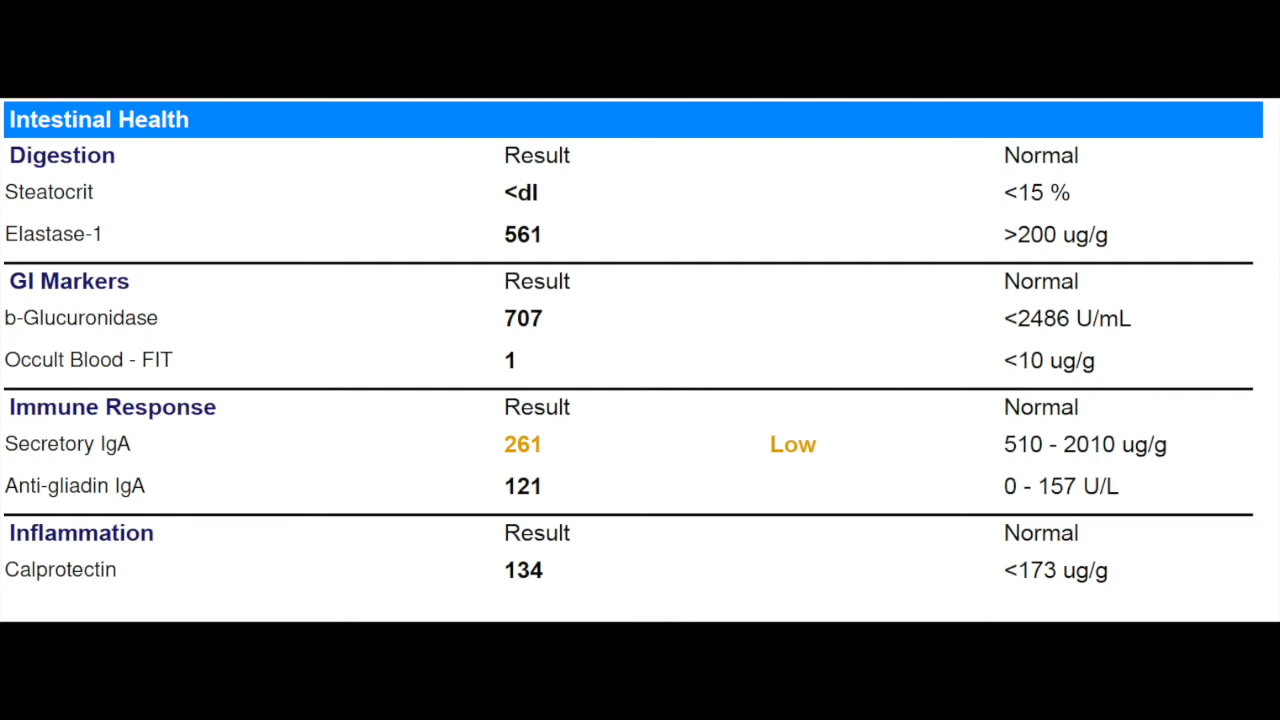 Intestinal Health
Digestion Result Normal
Steatocrit <dl <15 %
Elastase-1 561 >200 ug/g
GI Markers Result Normal
b-Glucuronidase 707 <2486 U/mL
Occult Blood - FIT 1 <10 ug/g
Immune Response Result Normal
Secretory IgA 261 Low 510 - 2010 ug/g
Anti-gliadin IgA 121 0 - 157 U/L
Inflammation Result Normal
Calprotectin 134 <173 ug/g